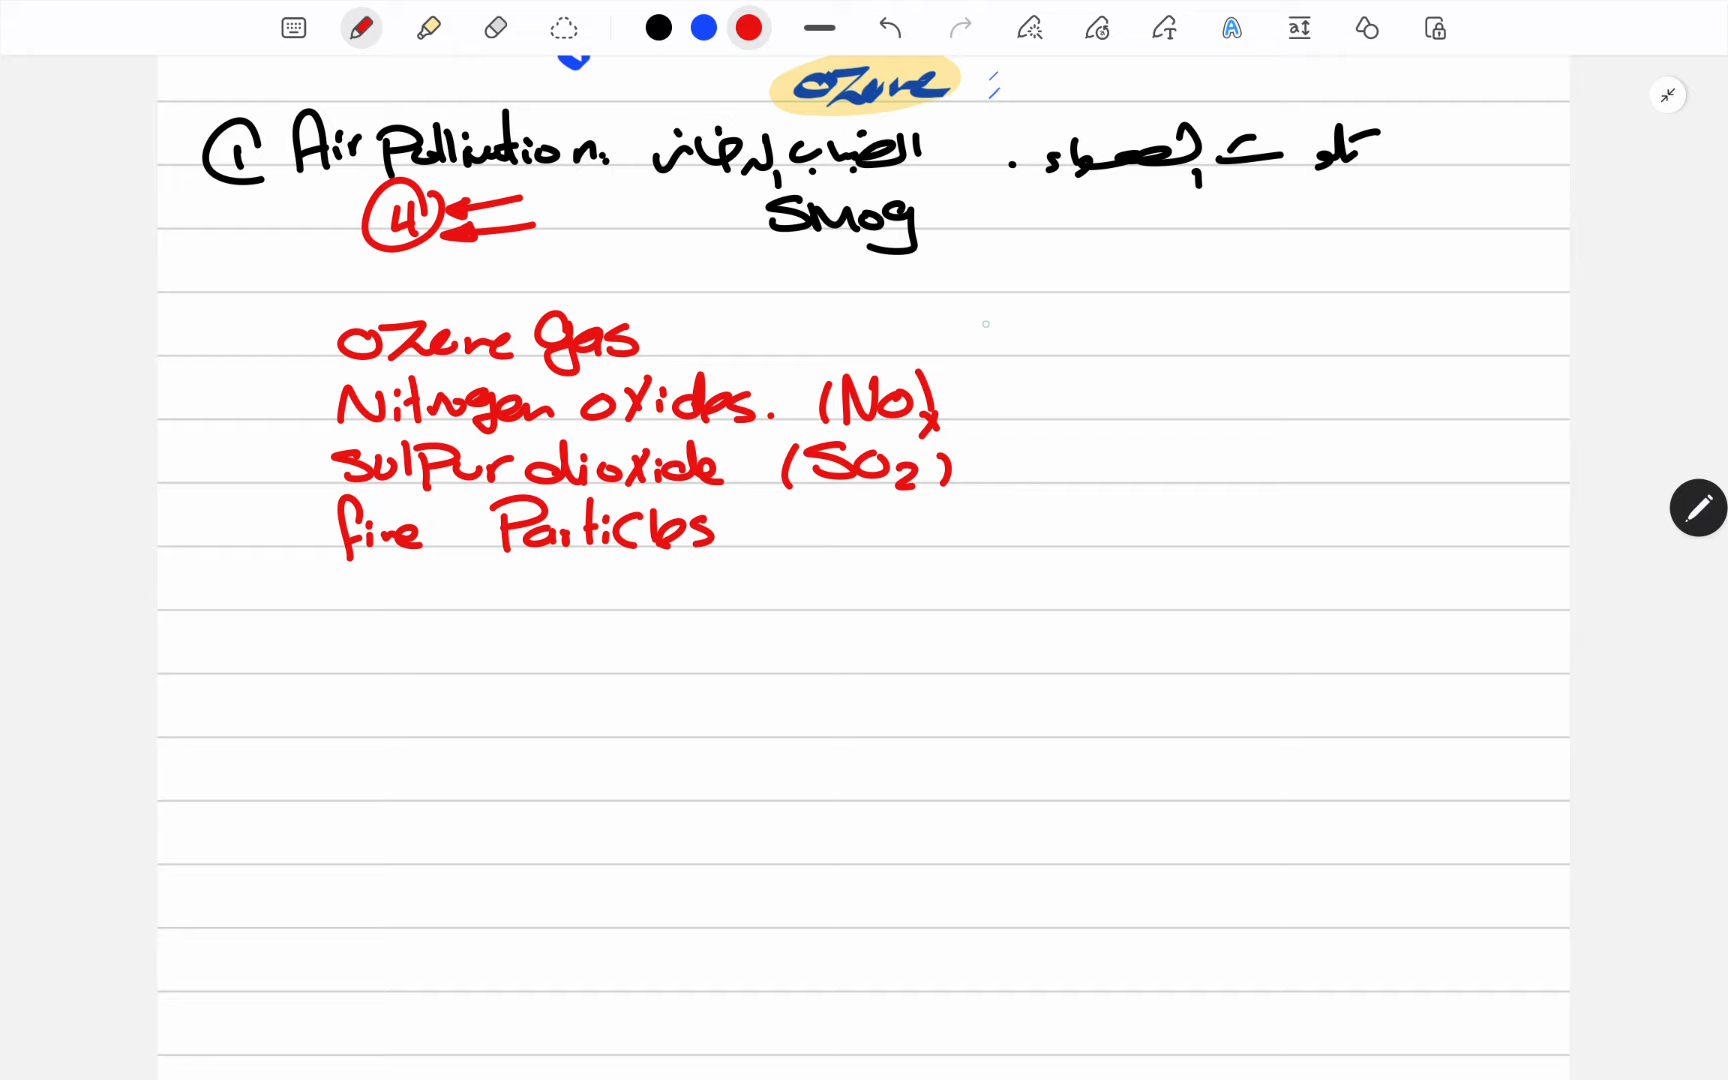 ozone
① Air Pollution. الضباب الدخاني . تلوث الهواء
4 Smog
ozone gas
Nitrogen oxides. (NOx)
sulpur dioxide (SO2)
fine Particles